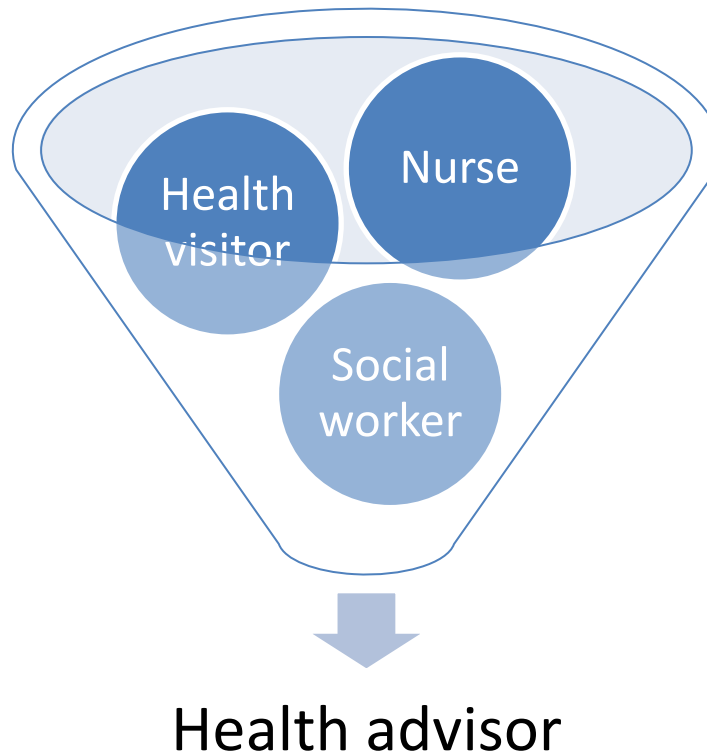 Nurse
Health
visitor
Social
worker
Health advisor